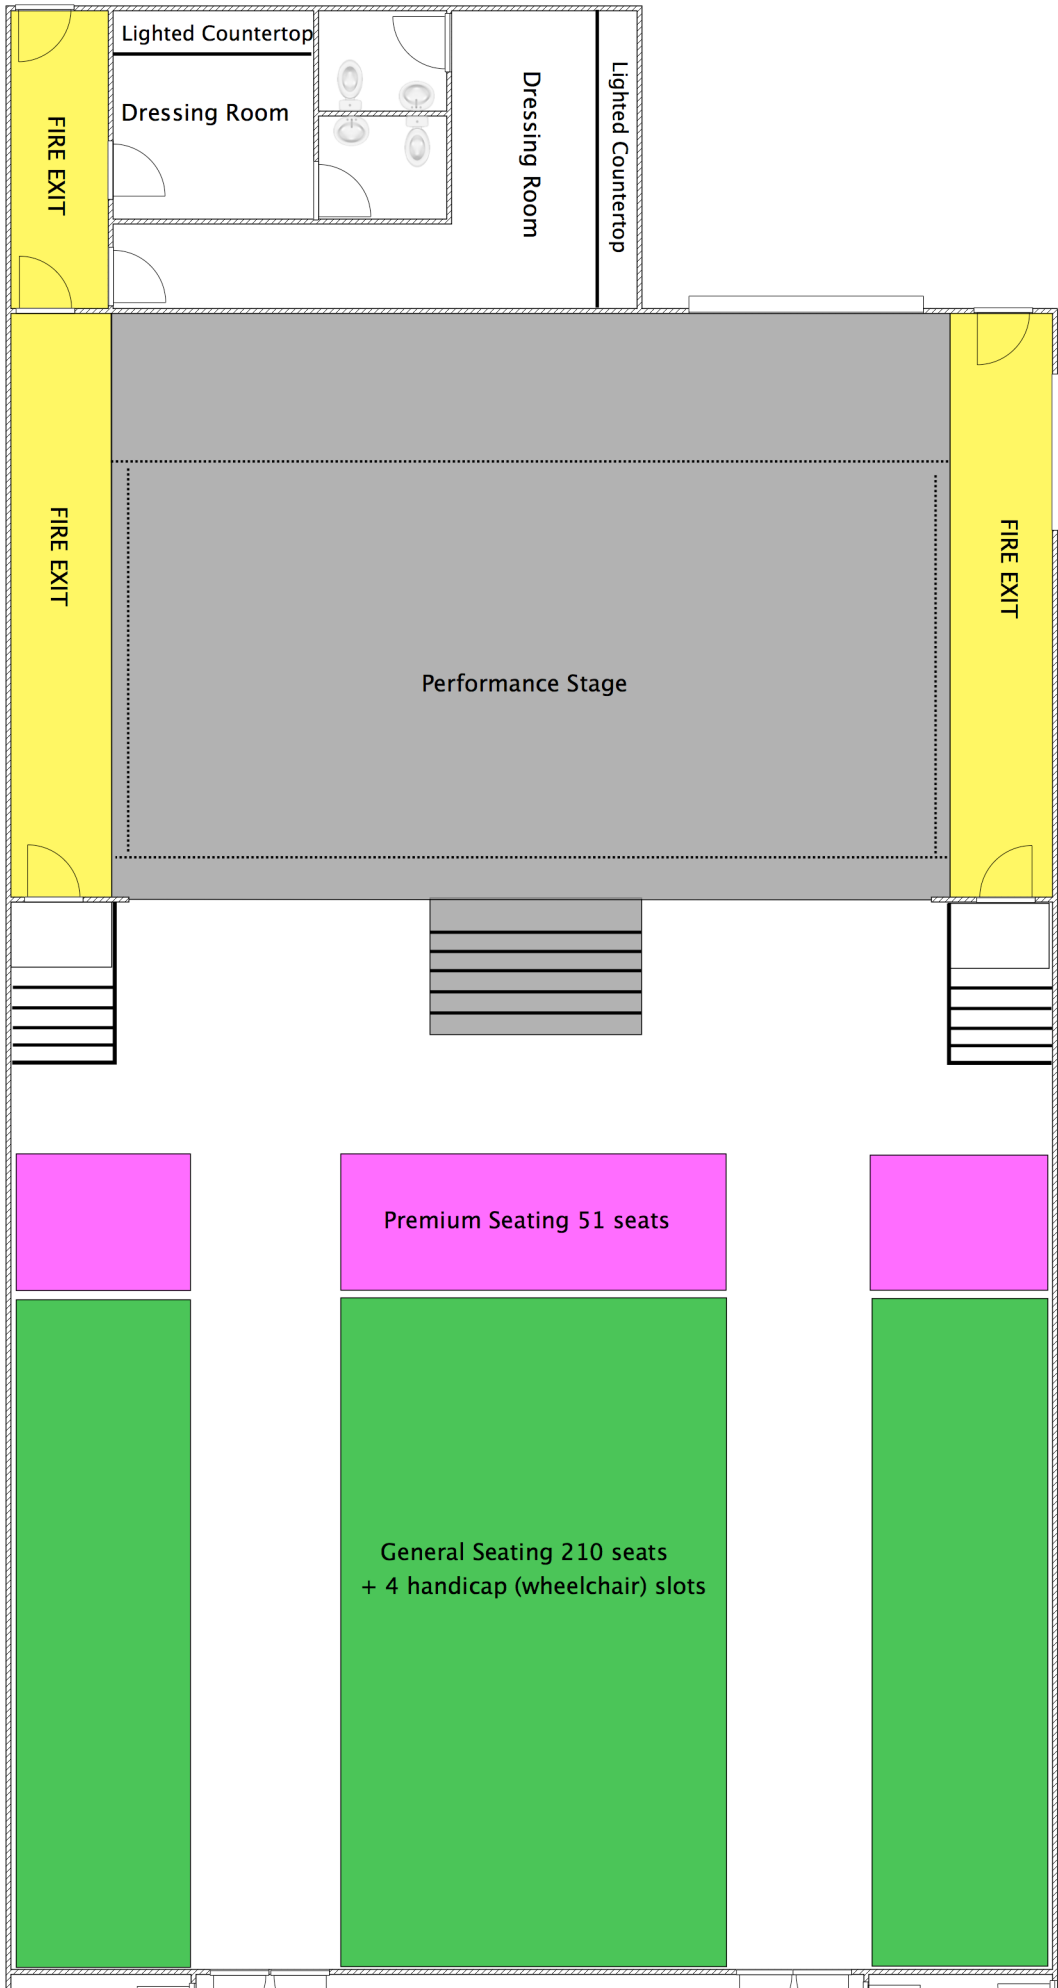 Lighted Countertop
Dressing Room
FIRE EXIT
Dressing Room
Lighted Countertop
FIRE EXIT
FIRE EXIT
Performance Stage
Premium Seating 51 seats
General Seating 210 seats
+ 4 handicap (wheelchair) slots